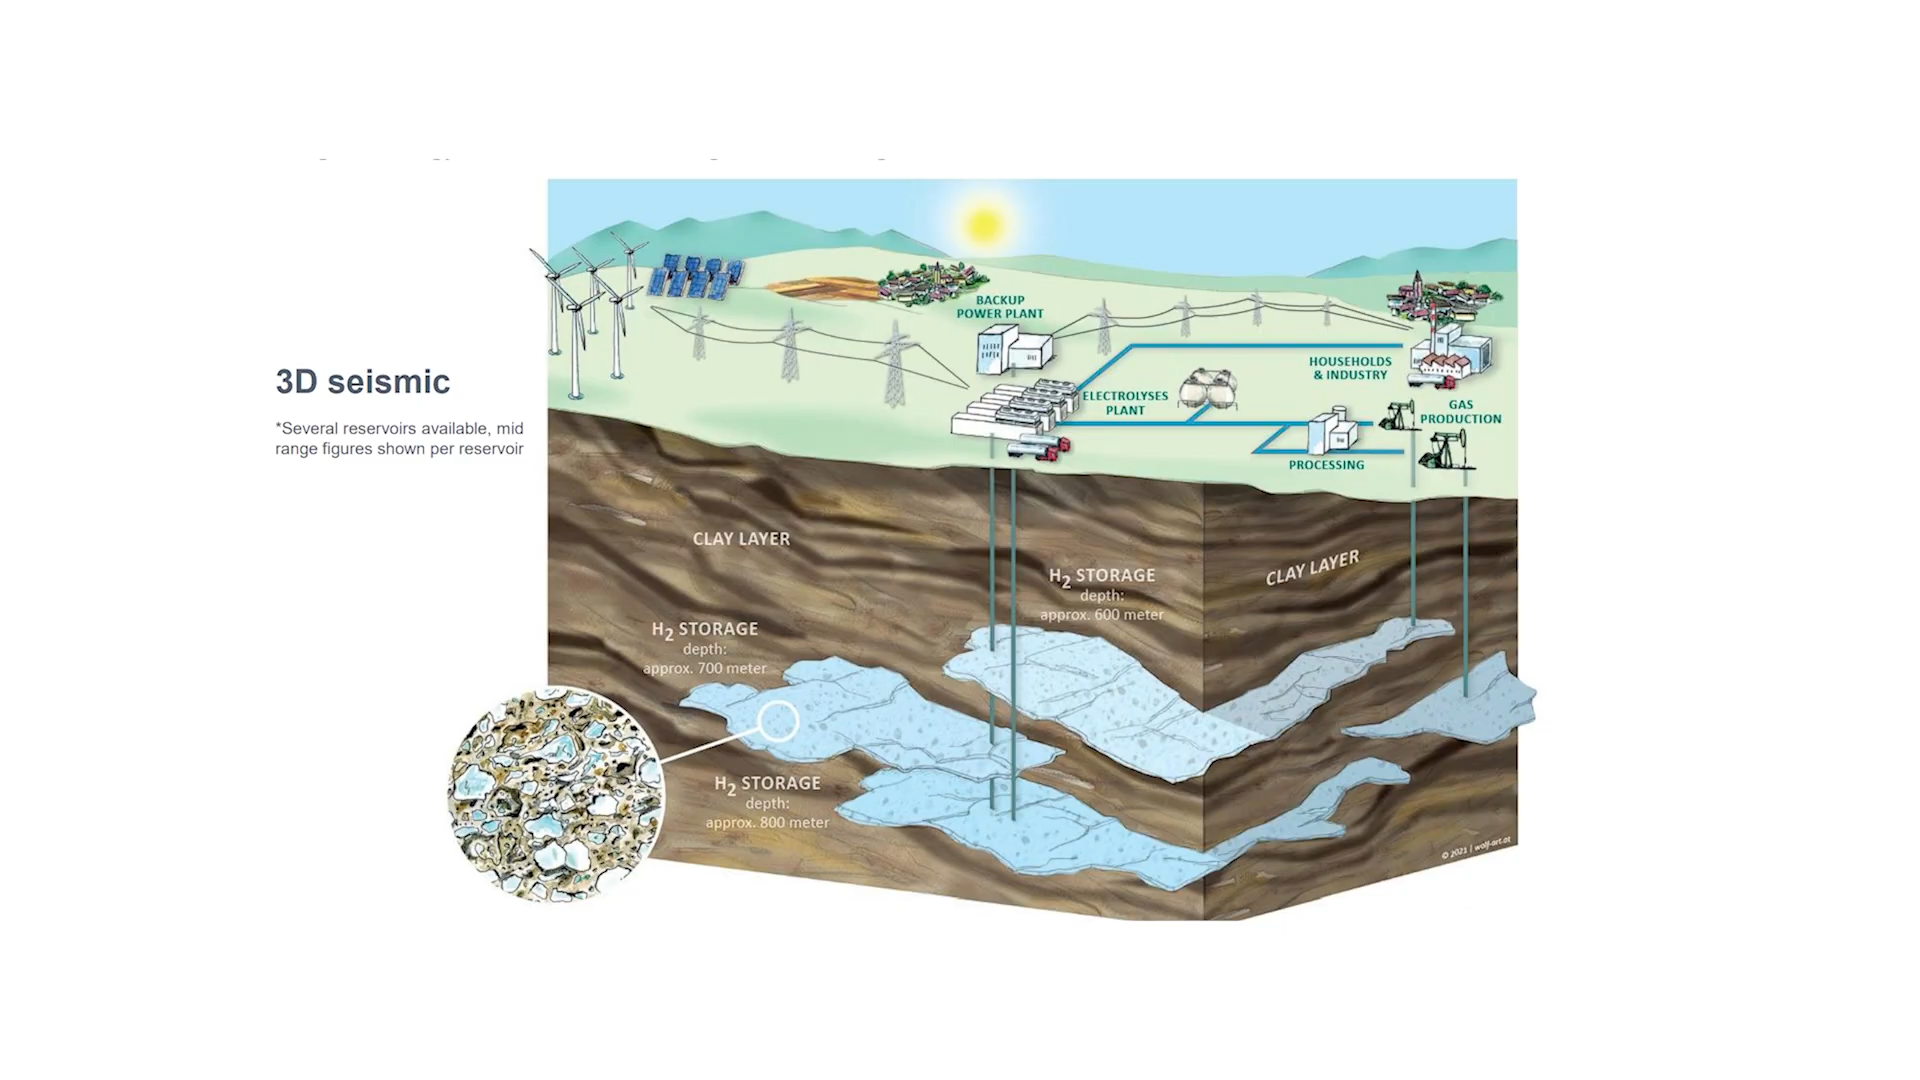 3D seismic
*Several reservoirs available, mid
range figures shown per reservoir
BACKUP
POWER PLANT
HOUSEHOLDS
& INDUSTRY
ELECTROLYSES
PLANT
GAS
PRODUCTION
PROCESSING
CLAY LAYER
CLAY LAYER
H2 STORAGE
depth:
approx. 600 meter
H2 STORAGE
depth:
approx. 700 meter
H2 STORAGE
depth:
approx. 800 meter
© 2021 | wolf-art.at